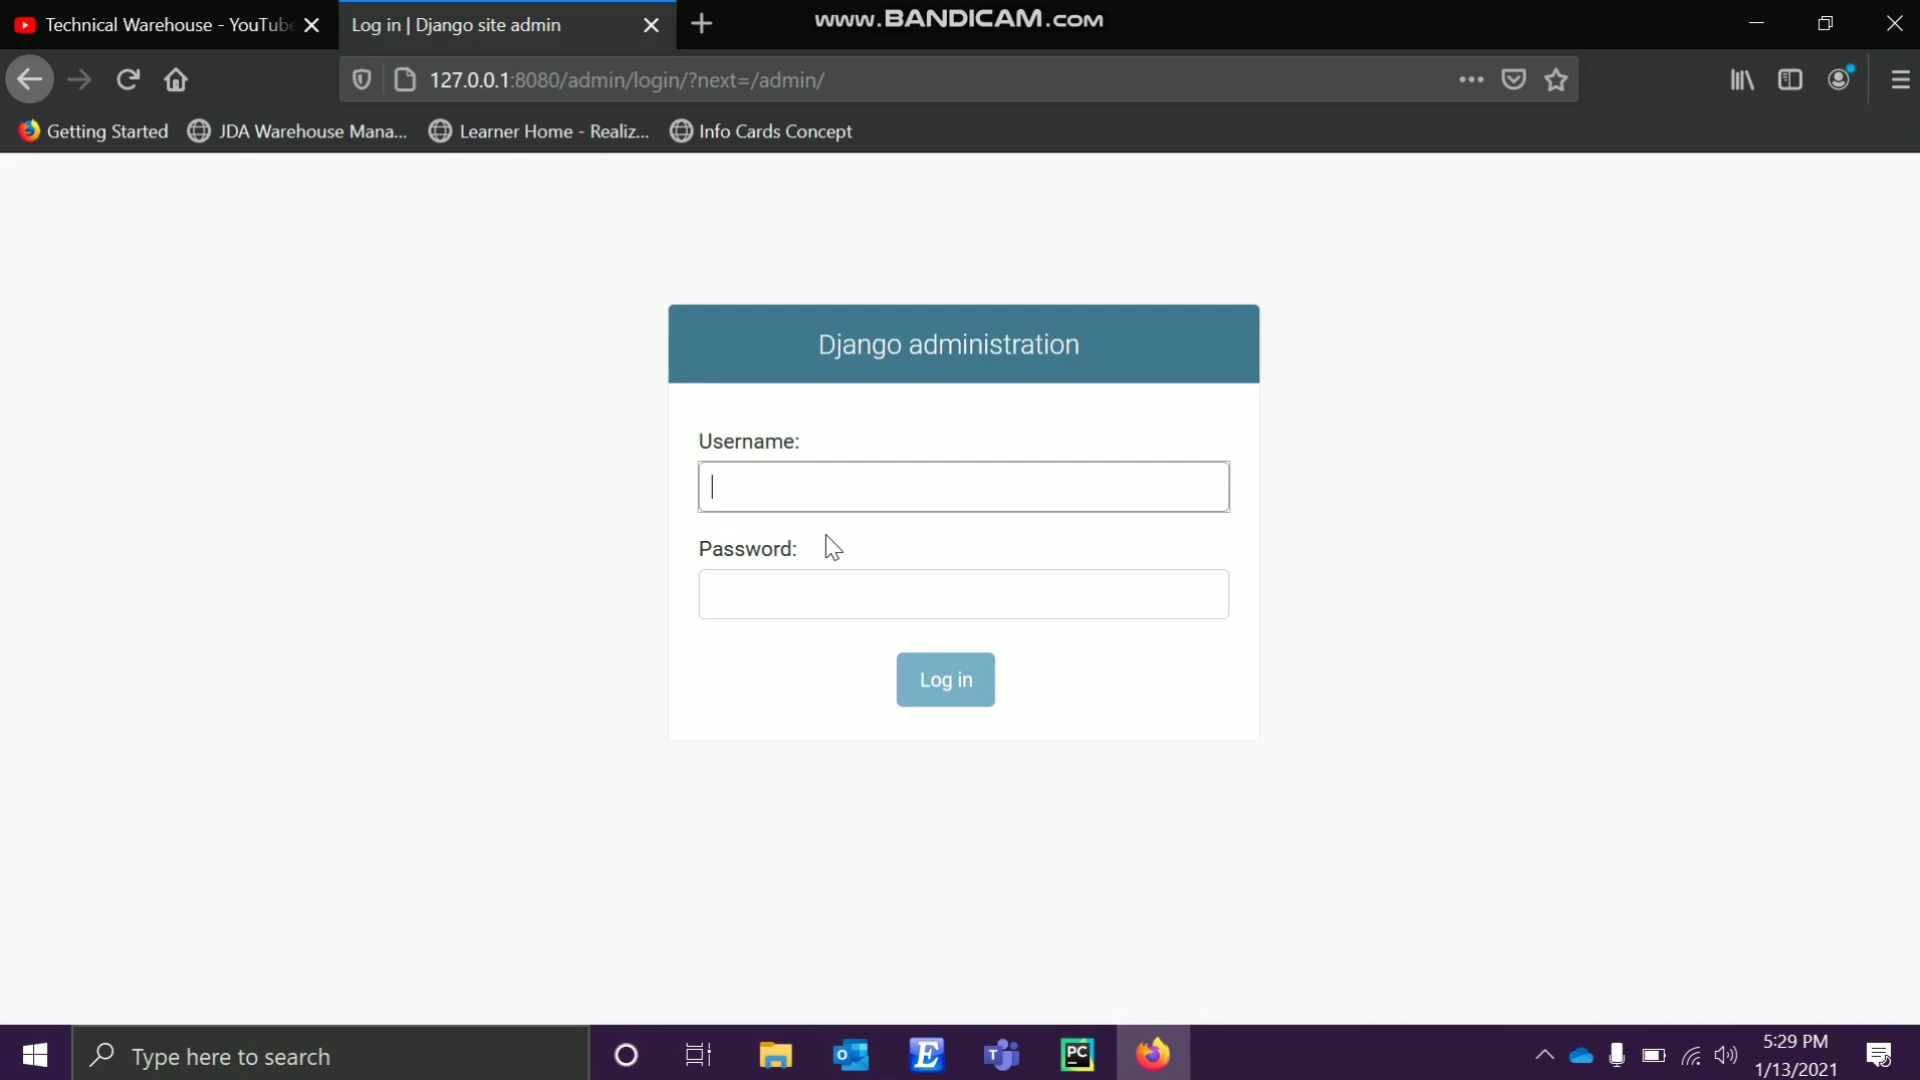 Technical Warehouse - YouTub
Log in | Django site admin
www.BANDICAM.com
127.0.0.1:8080/admin/login/?next=/admin/
Getting Started
JDA Warehouse Mana...
Learner Home - Realiz...
Info Cards Concept
Django administration
Username:
Password:
Log in
Type here to search
5:29 PM
1/13/2021